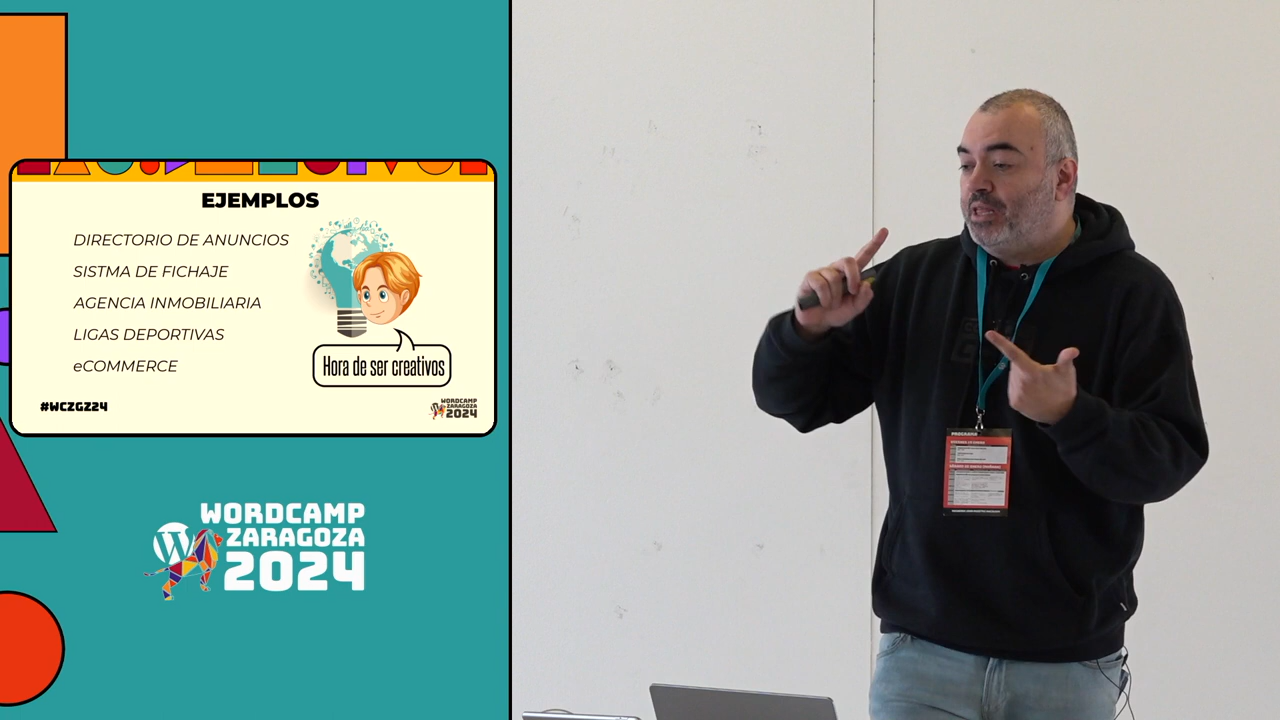 EJEMPLOS
DIRECTORIO DE ANUNCIOS
SISTMA DE FICHAJE
AGENCIA INMOBILIARIA
LIGAS DEPORTIVAS
eCOMMERCE
Hora de ser creativos
#WCZGZ24
WORDCAMP
ZARAGOZA
2024
WORDCAMP
ZARAGOZA
2024
PROGRAMA